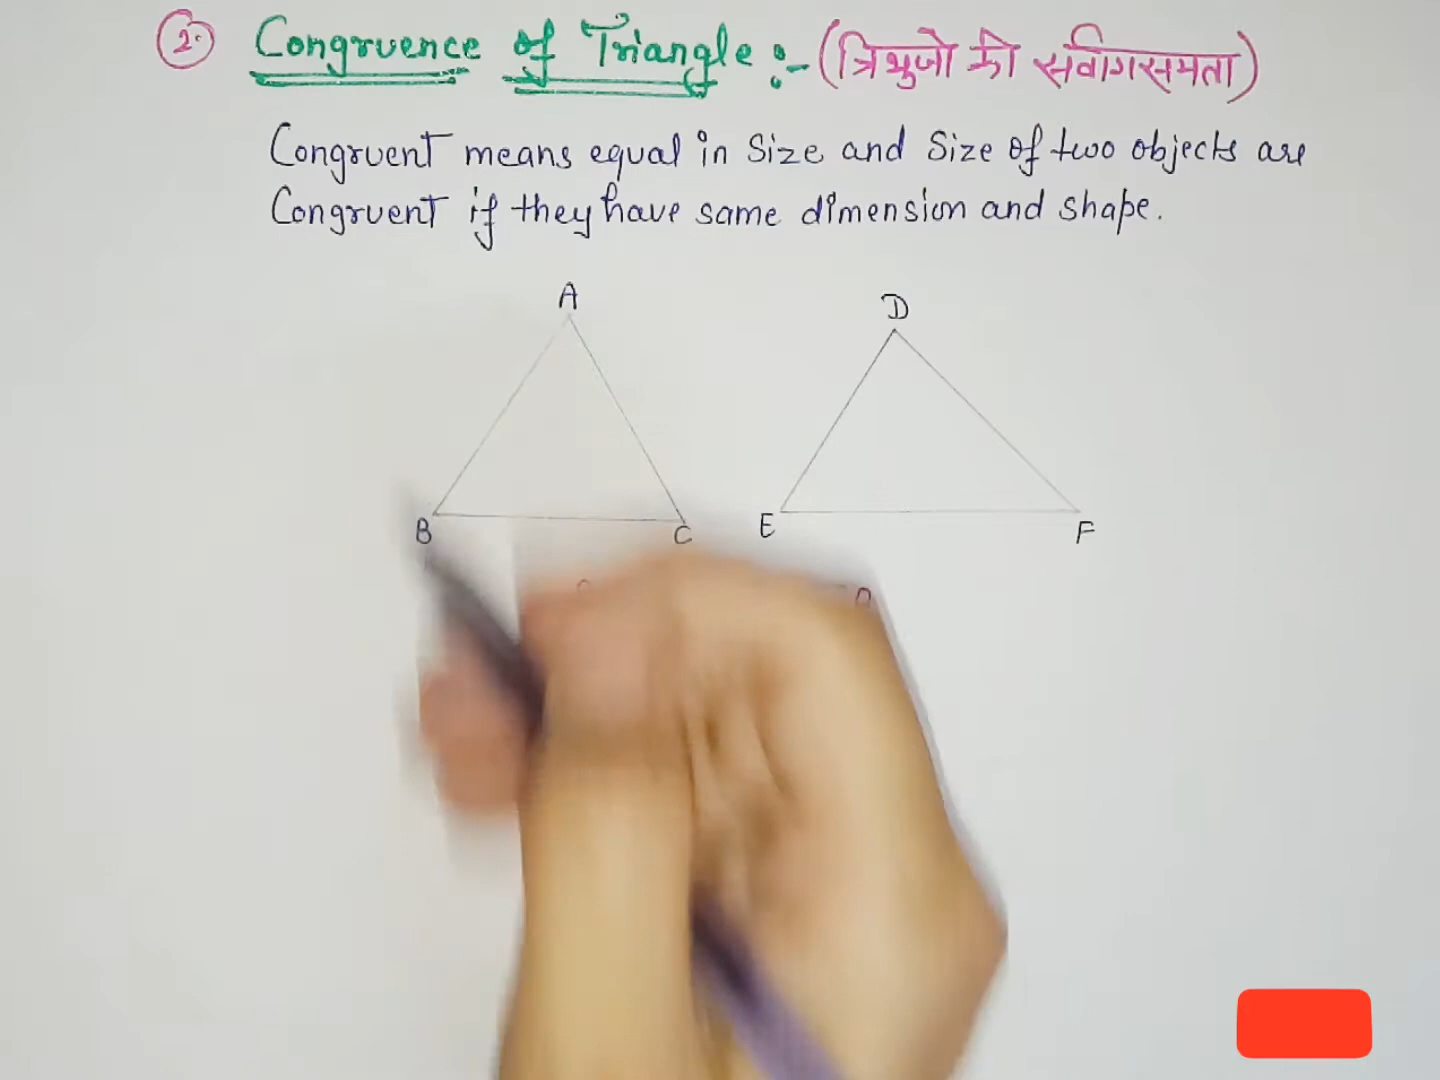 2. Congruence of Triangle :- (त्रिभुजो की सर्वांगसमता)
Congruent means equal in Size and Size of two objects are
Congruent if they have same dimension and shape.
A
D
B
C
E
F